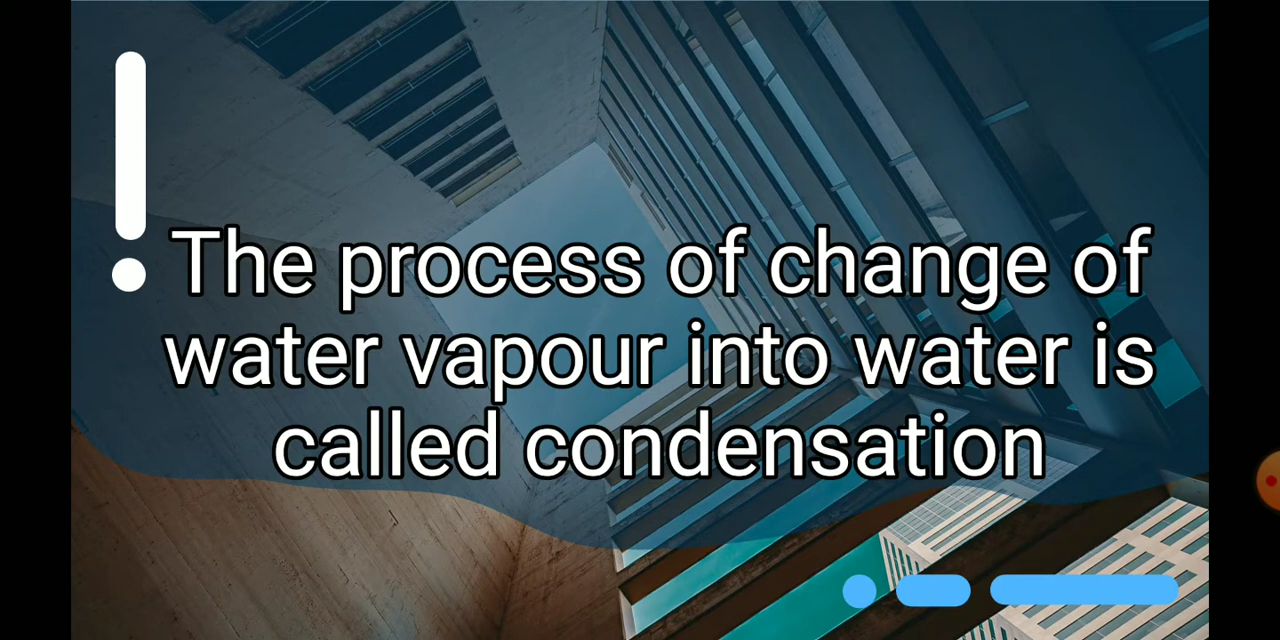 The process of change of
water vapour into water is
called condensation